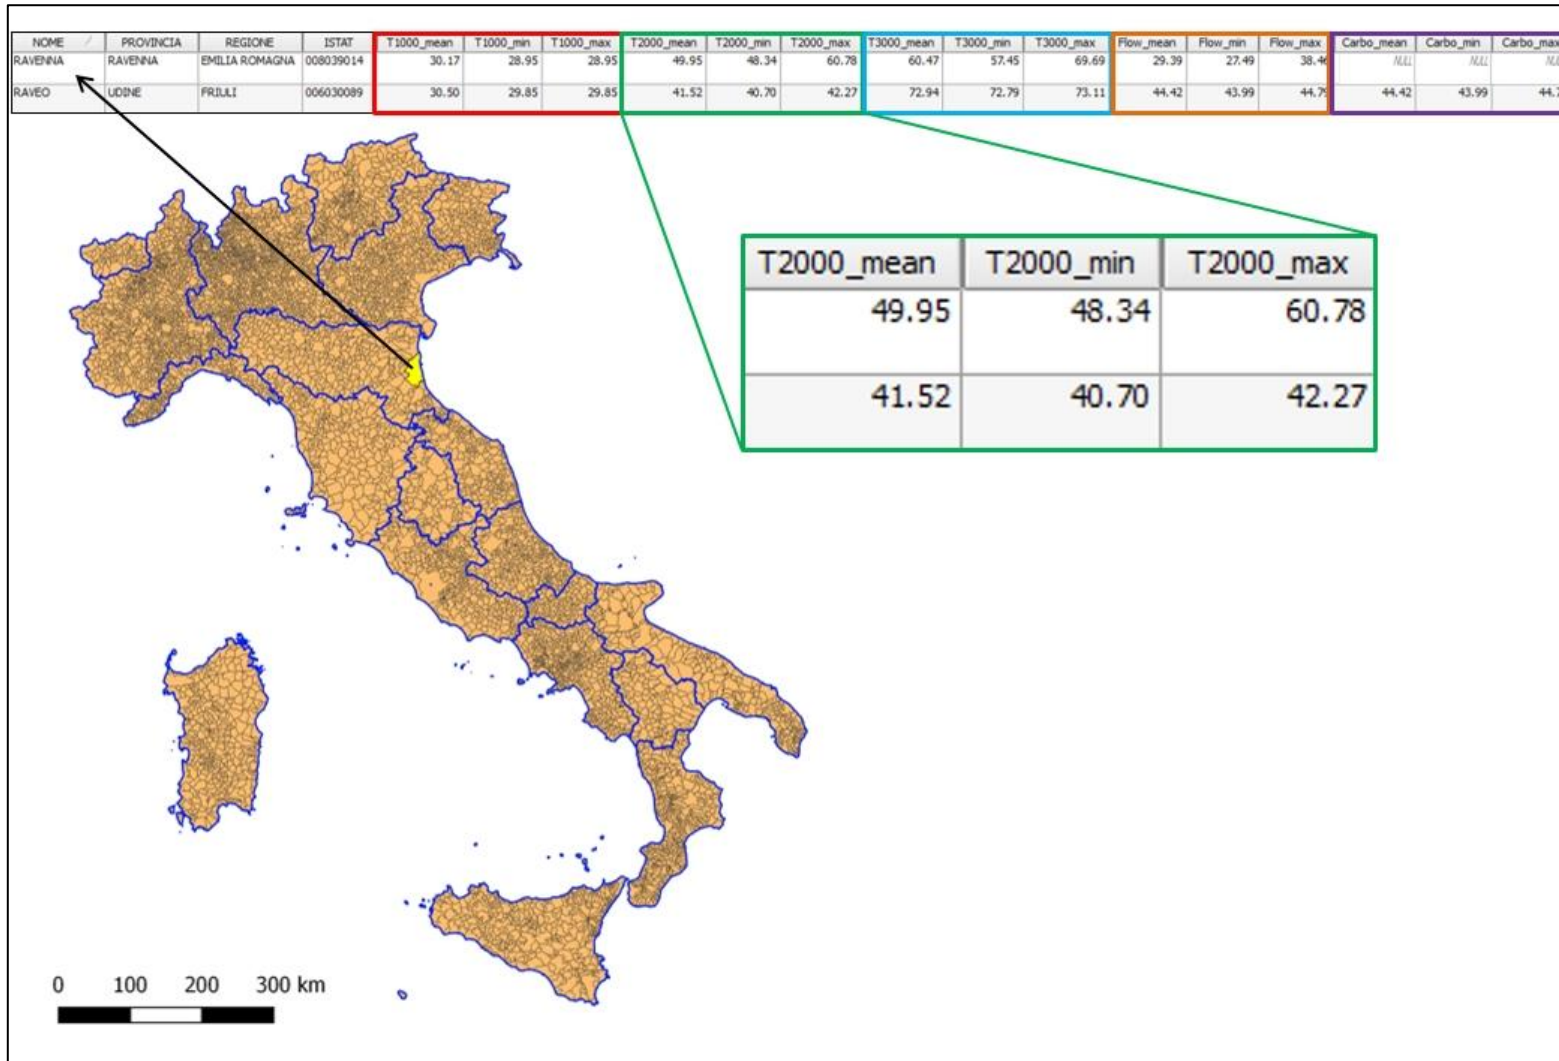 NOME PROVINCIA REGIONE ISTAT T1000_mean T1000_min T1000_max T2000_mean T2000_min T2000_max T3000_mean T3000_min T3000_max Flow_mean Flow_min Flow_max Carbo_mean Carbo_min Carbo_max
RAVENNA RAVENNA EMILIA ROMAGNA 008039014 30.17 28.95 28.95 49.95 48.34 60.78 60.47 57.45 69.69 29.39 27.49 38.46 NULL NULL
RAVEO UDINE FRIULI 006030089 30.50 29.85 29.85 41.52 40.70 42.27 72.94 72.79 73.11 44.42 43.99 44.79 44.42 43.99
T2000_mean T2000_min T2000_max
49.95 48.34 60.78
41.52 40.70 42.27
0 100 200 300 km